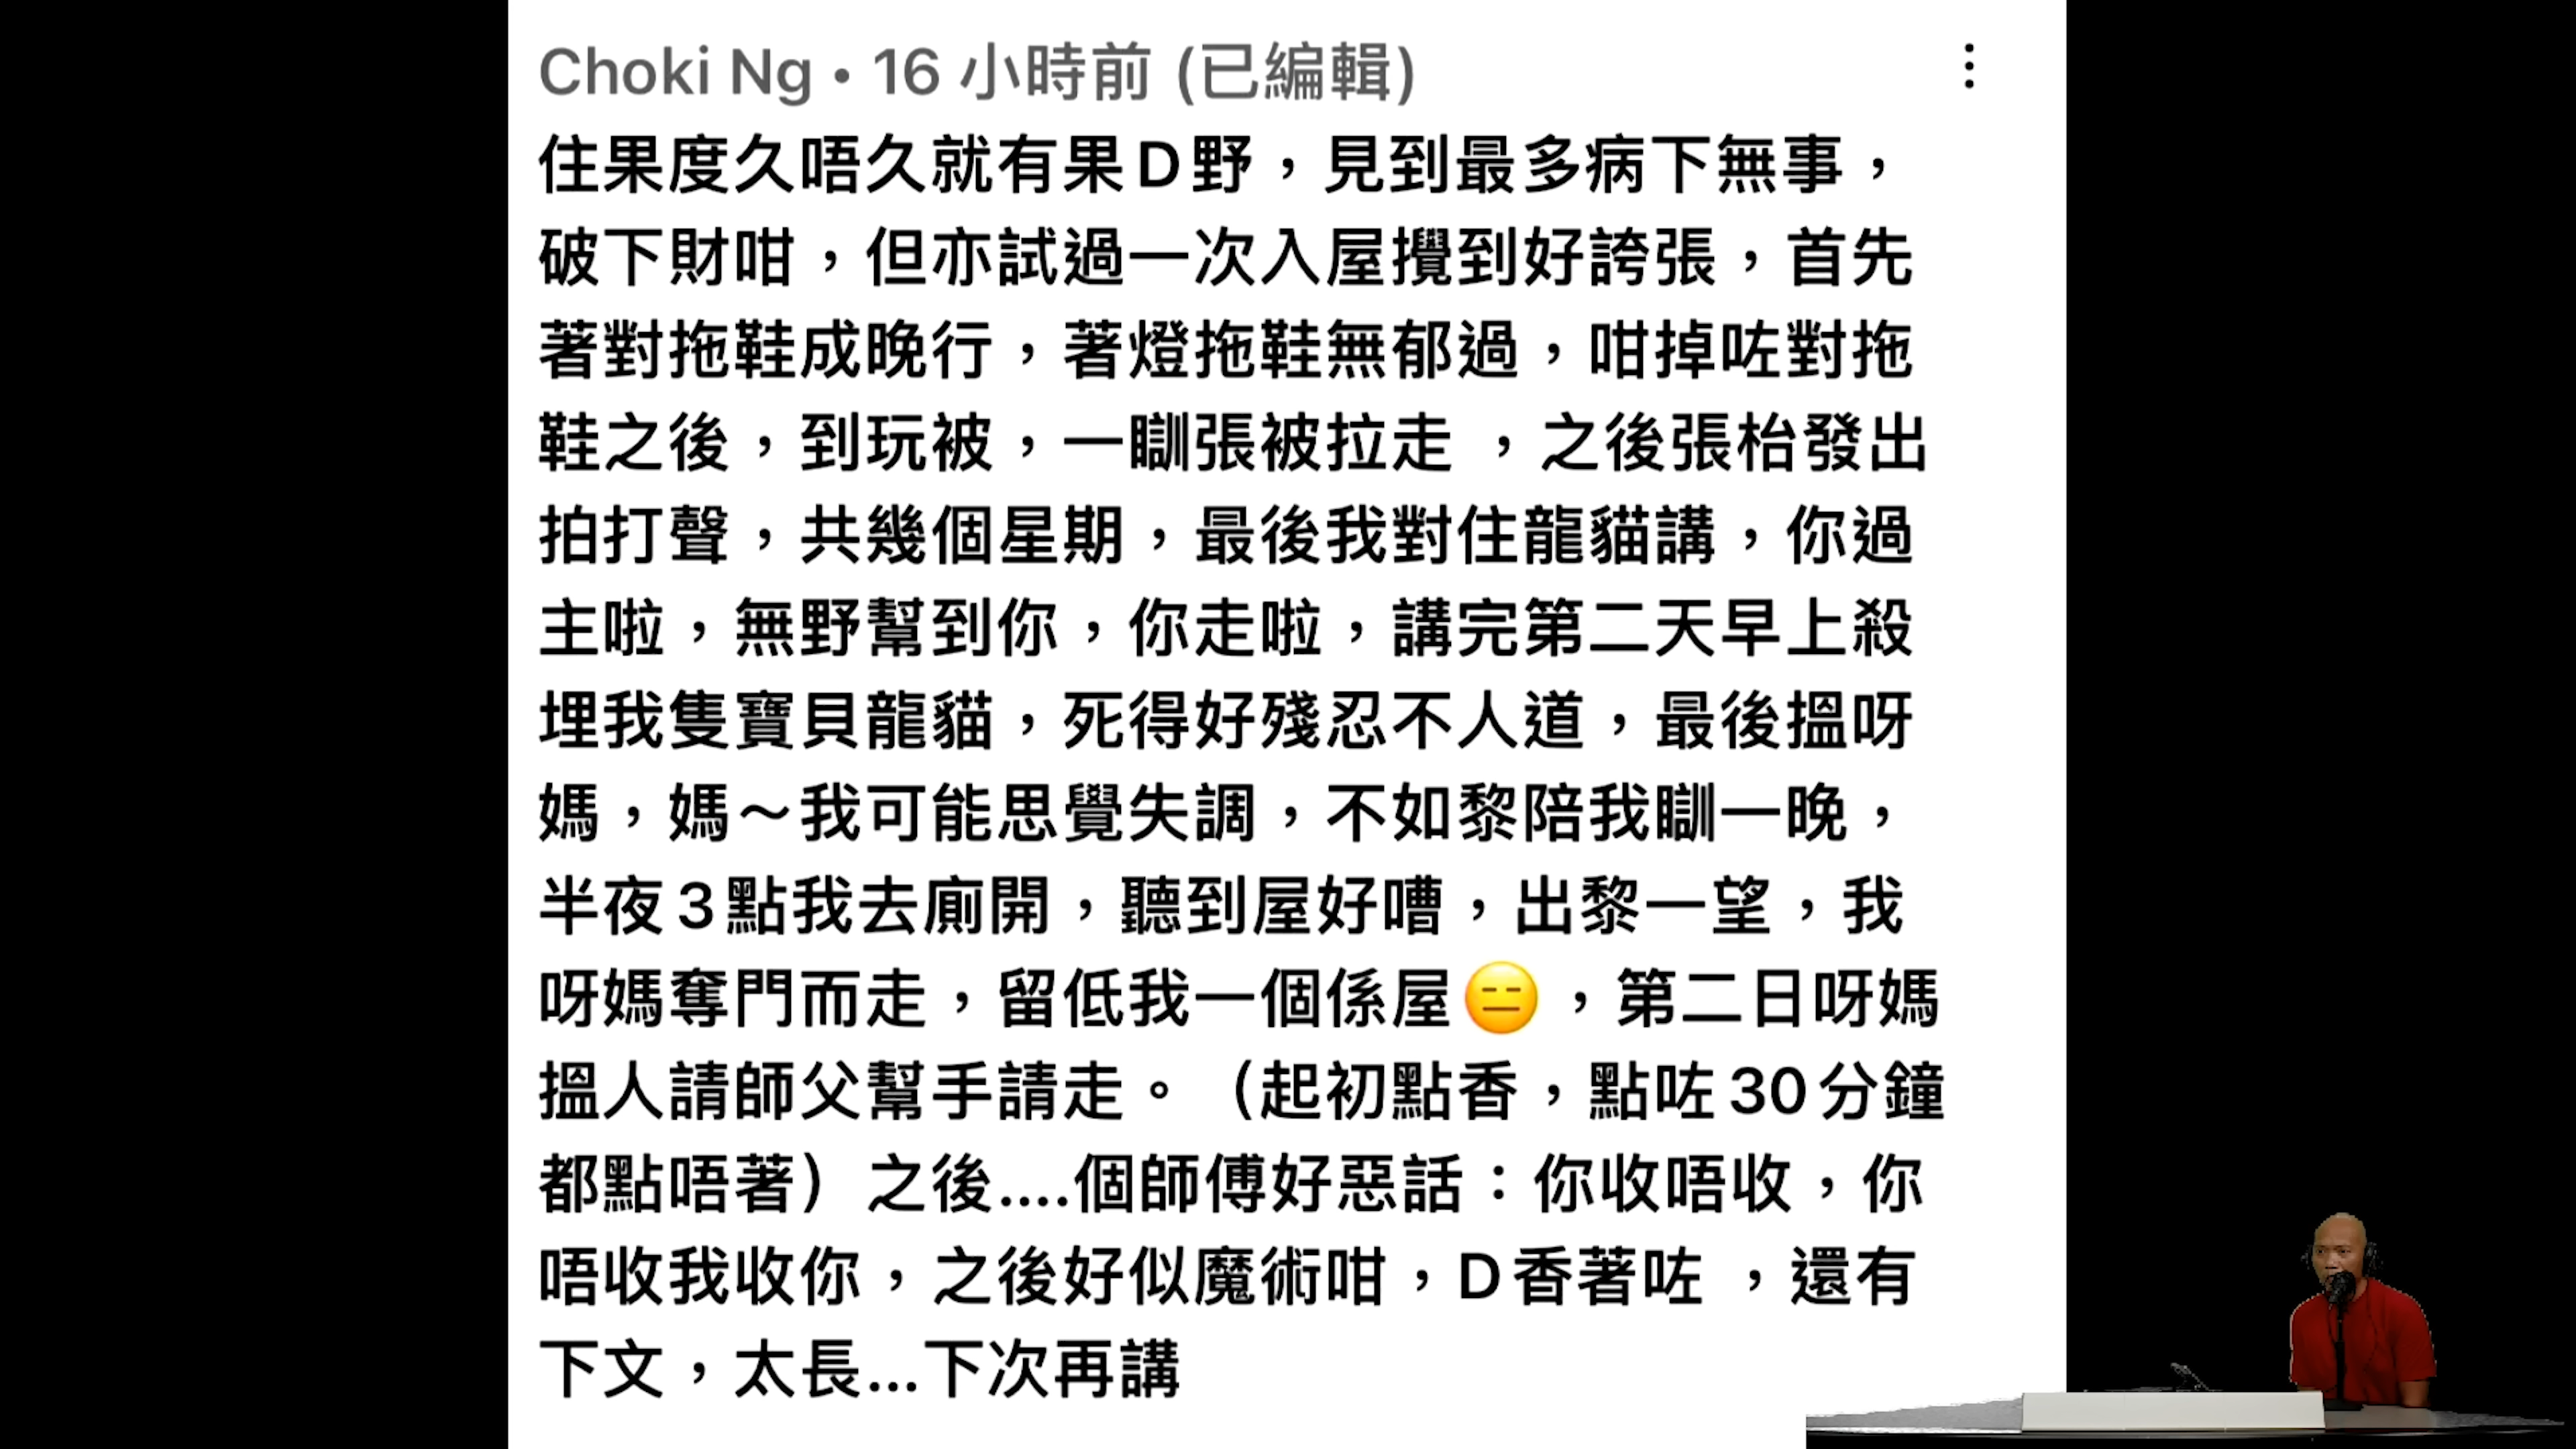 Choki Ng • 16 小時前 (已編輯)
住果度久唔久就有果D野，見到最多病下無事，
破下財咁，但亦試過一次入屋攪到好誇張，首先
著對拖鞋成晚行，著燈拖鞋無郁過，咁掉咗對拖
鞋之後，到玩被，一瞓張被拉走 ，之後張枱發出
拍打聲，共幾個星期，最後我對住龍貓講，你過
主啦，無野幫到你，你走啦，講完第二天早上殺
埋我隻寶貝龍貓，死得好殘忍不人道，最後搵呀
媽，媽～我可能思覺失調，不如黎陪我瞓一晚，
半夜3點我去廁開，聽到屋好嘈，出黎一望，我
呀媽奪門而走，留低我一個係屋😑，第二日呀媽
搵人請師父幫手請走。（起初點香，點咗30分鐘
都點唔著）之後....個師傅好惡話：你收唔收，你
唔收我收你，之後好似魔術咁，D香著咗 ，還有
下文，太長...下次再講